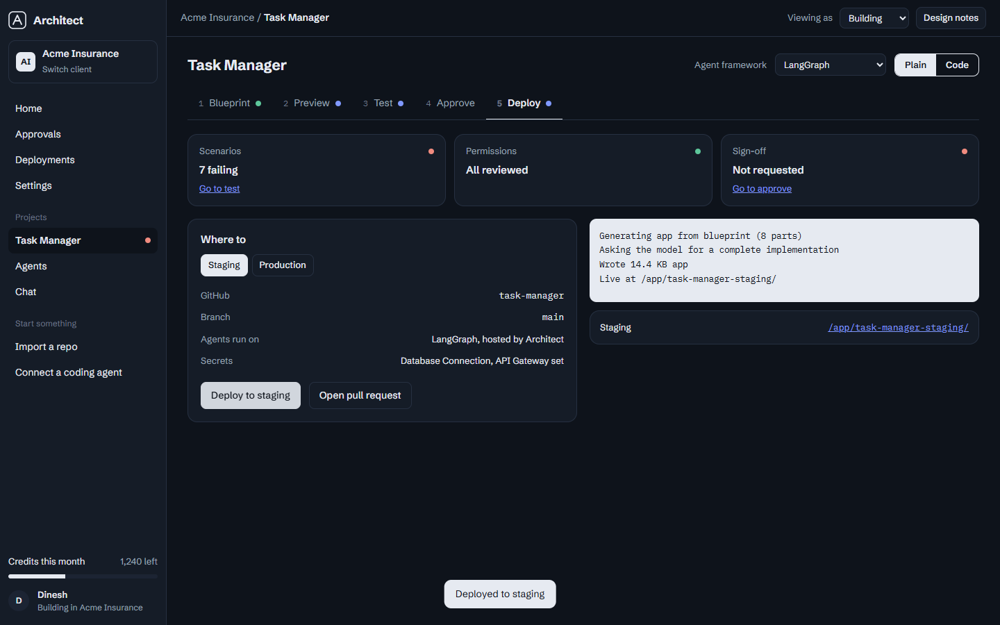 Architect
AI
Acme Insurance
Switch client
Home
Approvals
Deployments
Settings
Projects
Task Manager
Agents
Chat
Start something
Import a repo
Connect a coding agent
Credits this month 1,240 left
D
Dinesh
Building in Acme Insurance
Acme Insurance / Task Manager
Viewing as Building Design notes
Task Manager
Agent framework LangGraph Plain Code
1 Blueprint 2 Preview 3 Test 4 Approve 5 Deploy
Scenarios
7 failing
Go to test
Permissions
All reviewed
Sign-off
Not requested
Go to approve
Where to
Staging Production
GitHub task-manager
Branch main
Agents run on LangGraph, hosted by Architect
Secrets Database Connection, API Gateway set
Deploy to staging Open pull request
Generating app from blueprint (8 parts)
Asking the model for a complete implementation
Wrote 14.4 KB app
Live at /app/task-manager-staging/
Staging /app/task-manager-staging/
Deployed to staging